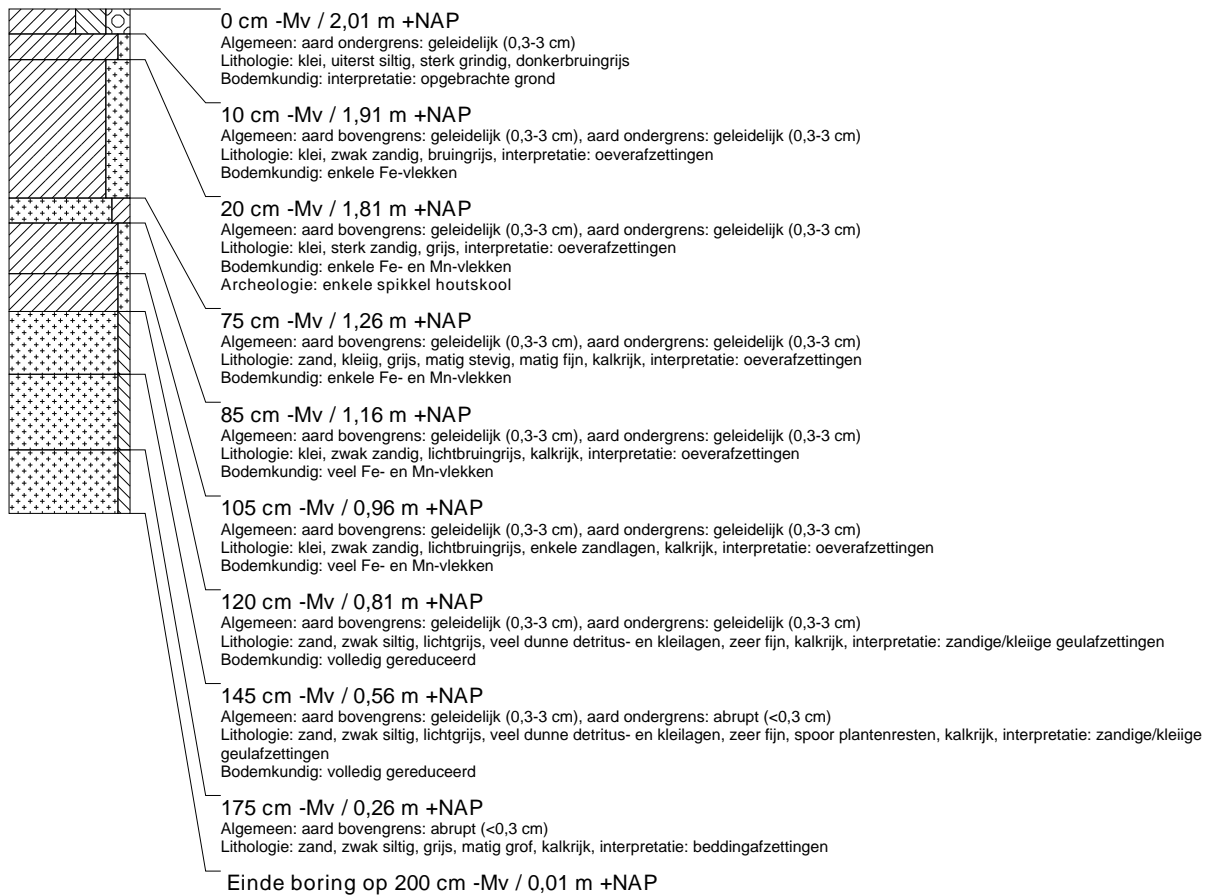 0 cm -Mv / 2,01 m +NAP
Algemeen: aard ondergrens: geleidelijk (0,3-3 cm)
Lithologie: klei, uiterst siltig, sterk grindig, donkerbruingrijs
Bodemkundig: interpretatie: opgebrachte grond
10 cm -Mv / 1,91 m +NAP
Algemeen: aard bovengrens: geleidelijk (0,3-3 cm), aard ondergrens: geleidelijk (0,3-3 cm)
Lithologie: klei, zwak zandig, bruingrijs, interpretatie: oeverafzettingen
Bodemkundig: enkele Fe-vlekken
20 cm -Mv / 1,81 m +NAP
Algemeen: aard bovengrens: geleidelijk (0,3-3 cm), aard ondergrens: geleidelijk (0,3-3 cm)
Lithologie: klei, sterk zandig, grijs, interpretatie: oeverafzettingen
Bodemkundig: enkele Fe- en Mn-vlekken
Archeologie: enkele spikkel houtskool
75 cm -Mv / 1,26 m +NAP
Algemeen: aard bovengrens: geleidelijk (0,3-3 cm), aard ondergrens: geleidelijk (0,3-3 cm)
Lithologie: zand, kleiig, grijs, matig stevig, matig fijn, kalkrijk, interpretatie: oeverafzettingen
Bodemkundig: enkele Fe- en Mn-vlekken
85 cm -Mv / 1,16 m +NAP
Algemeen: aard bovengrens: geleidelijk (0,3-3 cm), aard ondergrens: geleidelijk (0,3-3 cm)
Lithologie: klei, zwak zandig, lichtbruingrijs, kalkrijk, interpretatie: oeverafzettingen
Bodemkundig: veel Fe- en Mn-vlekken
105 cm -Mv / 0,96 m +NAP
Algemeen: aard bovengrens: geleidelijk (0,3-3 cm), aard ondergrens: geleidelijk (0,3-3 cm)
Lithologie: klei, zwak zandig, lichtbruingrijs, enkele zandlagen, kalkrijk, interpretatie: oeverafzettingen
Bodemkundig: veel Fe- en Mn-vlekken
120 cm -Mv / 0,81 m +NAP
Algemeen: aard bovengrens: geleidelijk (0,3-3 cm), aard ondergrens: geleidelijk (0,3-3 cm)
Lithologie: zand, zwak siltig, lichtgrijs, veel dunne detritus- en kleilagen, zeer fijn, kalkrijk, interpretatie: zandige/kleiige geulafzettingen
Bodemkundig: volledig gereduceerd
145 cm -Mv / 0,56 m +NAP
Algemeen: aard bovengrens: geleidelijk (0,3-3 cm), aard ondergrens: abrupt (<0,3 cm)
Lithologie: zand, zwak siltig, lichtgrijs, veel dunne detritus- en kleilagen, zeer fijn, spoor plantenresten, kalkrijk, interpretatie: zandige/kleiige
geulafzettingen
Bodemkundig: volledig gereduceerd
175 cm -Mv / 0,26 m +NAP
Algemeen: aard bovengrens: abrupt (<0,3 cm)
Lithologie: zand, zwak siltig, grijs, matig grof, kalkrijk, interpretatie: beddingafzettingen
Einde boring op 200 cm -Mv / 0,01 m +NAP